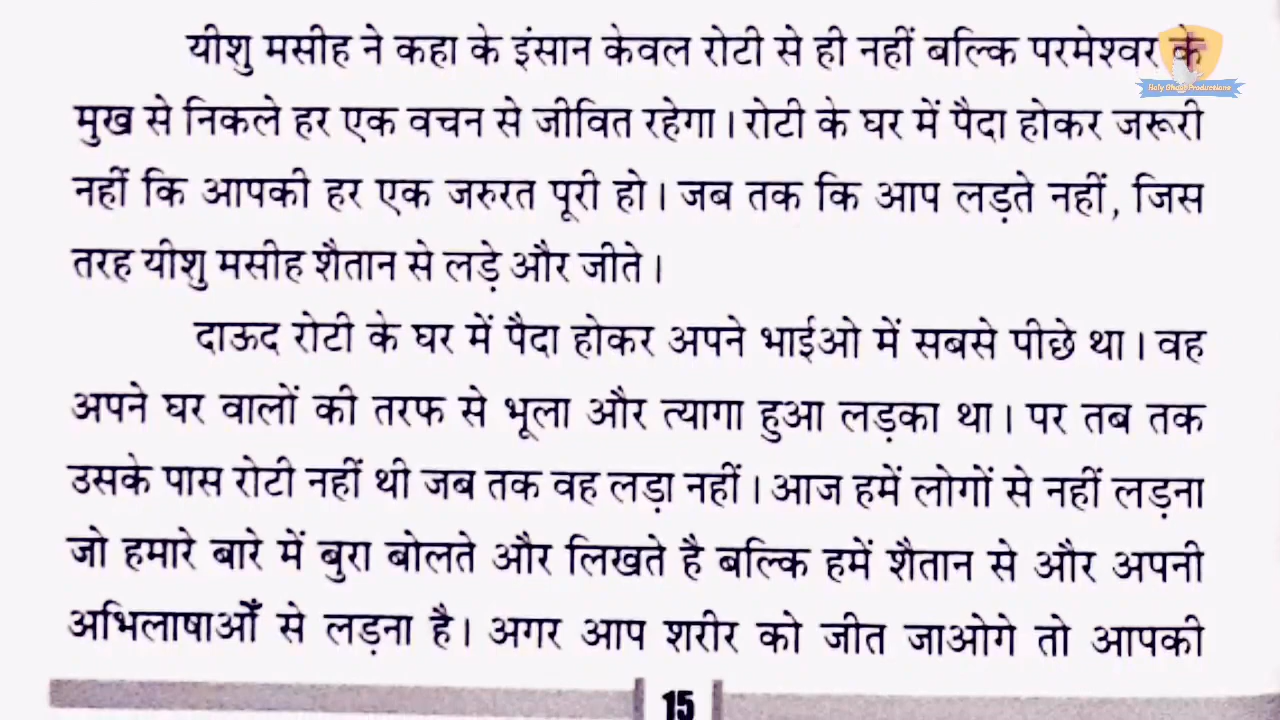 यीशु मसीह ने कहा के इंसान केवल रोटी से ही नहीं बल्कि परमेश्वर के
Holy Ghost Productions
मुख से निकले हर एक वचन से जीवित रहेगा। रोटी के घर में पैदा होकर जरूरी
नहीं कि आपकी हर एक जरुरत पूरी हो। जब तक कि आप लड़ते नहीं, जिस
तरह यीशु मसीह शैतान से लड़े और जीते।
दाऊद रोटी के घर में पैदा होकर अपने भाईओ में सबसे पीछे था। वह
अपने घर वालों की तरफ से भूला और त्यागा हुआ लड़का था। पर तब तक
उसके पास रोटी नहीं थी जब तक वह लड़ा नहीं। आज हमें लोगों से नहीं लड़ना
जो हमारे बारे में बुरा बोलते और लिखते है बल्कि हमें शैतान से और अपनी
अभिलाषाओंँ से लड़ना है। अगर आप शरीर को जीत जाओगे तो आपकी
15